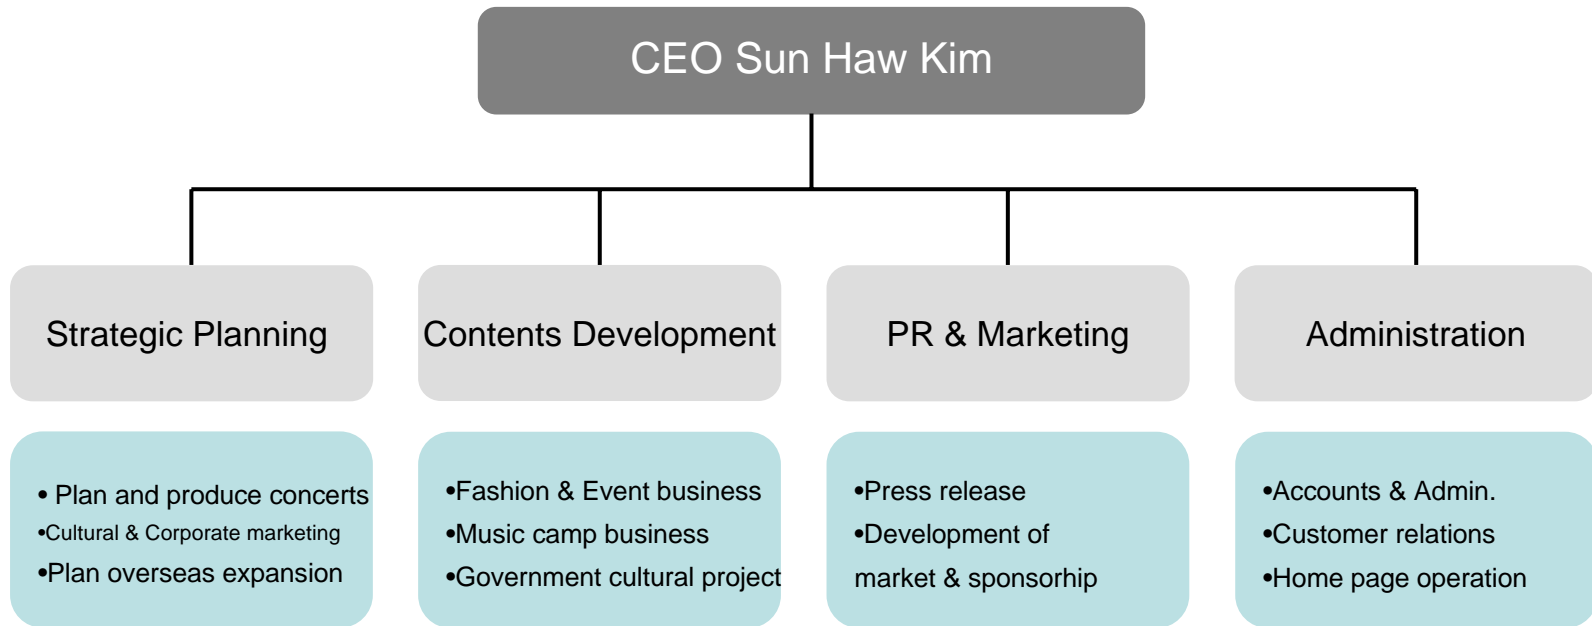 CEO Sun Haw Kim
Strategic Planning
Contents Development
PR & Marketing
Administration
• Plan and produce concerts
•Cultural & Corporate marketing
•Plan overseas expansion
•Fashion & Event business
•Music camp business
•Government cultural project
•Press release
•Development of
market & sponsorhip
•Accounts & Admin.
•Customer relations
•Home page operation